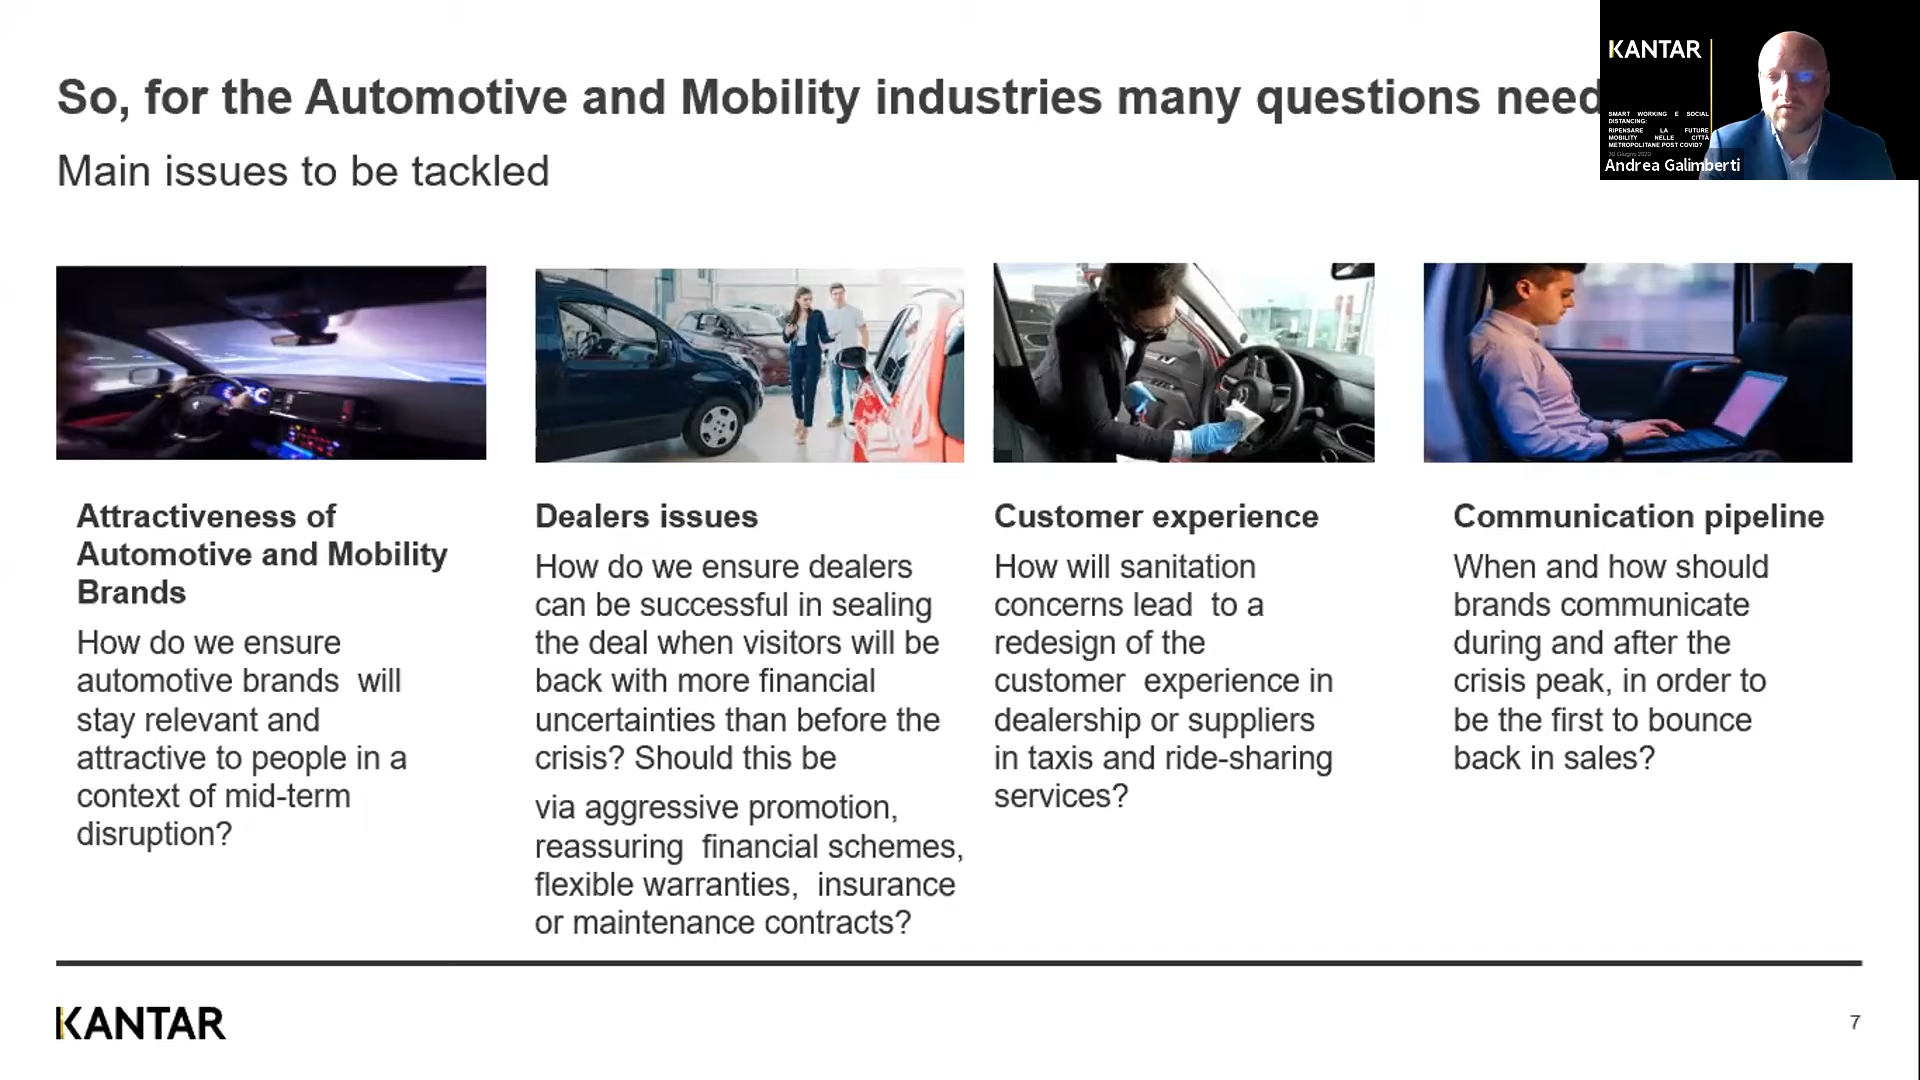 So, for the Automotive and Mobility industries many questions need
Main issues to be tackled
KANTAR
SMART WORKING E SOCIAL
DISTANCING:
RIPENSARE LA FUTURE
MOBILITY NELLE CITTÀ
METROPOLITANE POST COVID?
30 Giugno 2020
Andrea Galimberti
Attractiveness of
Automotive and Mobility
Brands
How do we ensure
automotive brands will
stay relevant and
attractive to people in a
context of mid-term
disruption?
Dealers issues
How do we ensure dealers
can be successful in sealing
the deal when visitors will be
back with more financial
uncertainties than before the
crisis? Should this be
via aggressive promotion,
reassuring financial schemes,
flexible warranties, insurance
or maintenance contracts?
Customer experience
How will sanitation
concerns lead to a
redesign of the
customer experience in
dealership or suppliers
in taxis and ride-sharing
services?
Communication pipeline
When and how should
brands communicate
during and after the
crisis peak, in order to
be the first to bounce
back in sales?
KANTAR
7